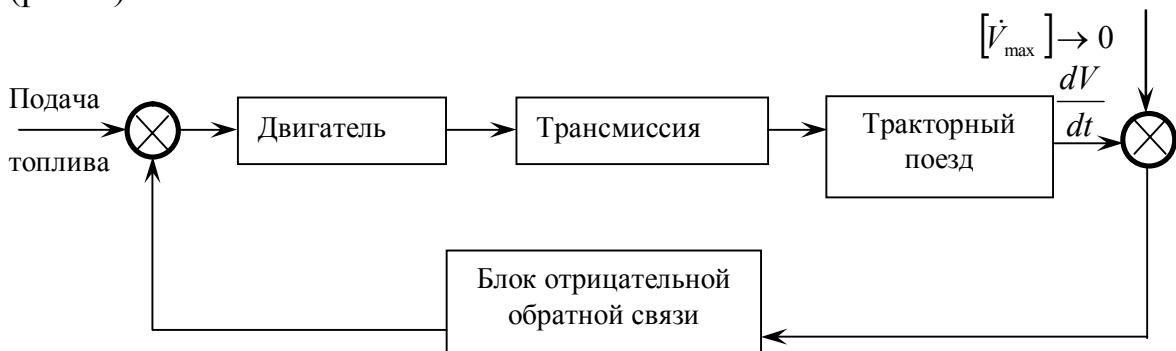 [V̇max] → 0
dV
dt
Подача
топлива
Двигатель
Трансмиссия
Тракторный
поезд
Блок отрицательной
обратной связи